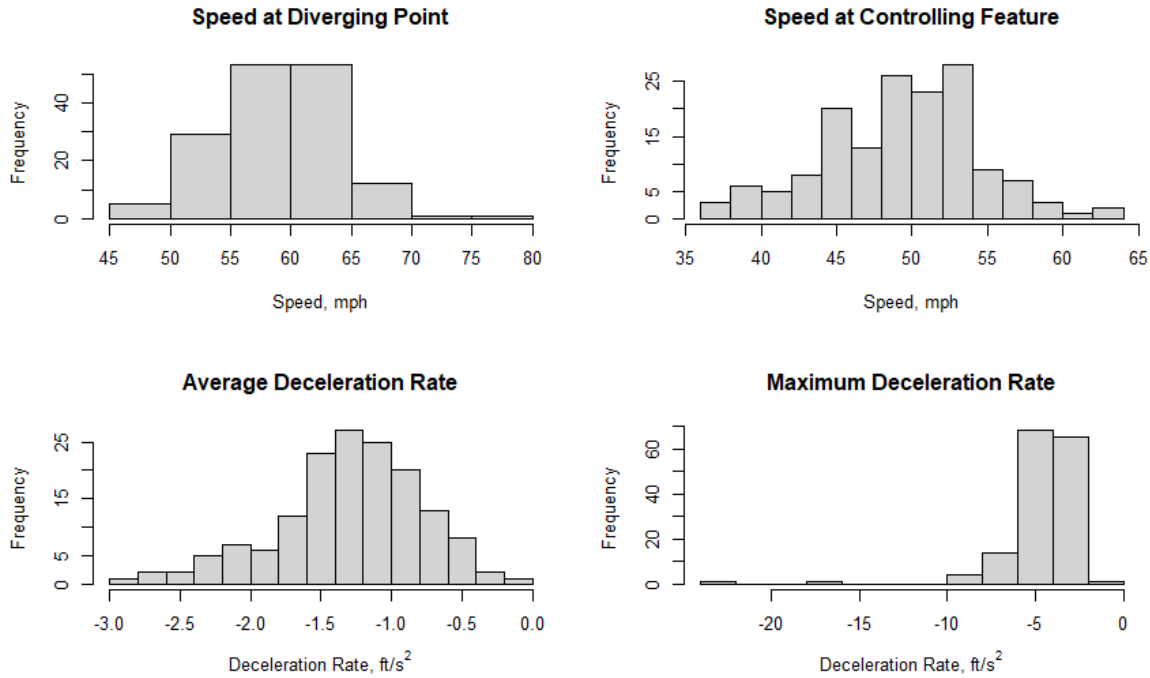 Speed at Diverging Point
Frequency
0 20 40
45 50 55 60 65 70 75 80
Speed, mph
Speed at Controlling Feature
Frequency
0 5 15 25
35 40 45 50 55 60 65
Speed, mph
Average Deceleration Rate
Frequency
0 5 15 25
-3.0 -2.5 -2.0 -1.5 -1.0 -0.5 0.0
Deceleration Rate, ft/s²
Maximum Deceleration Rate
Frequency
0 20 40 60
-20 -15 -10 -5 0
Deceleration Rate, ft/s²